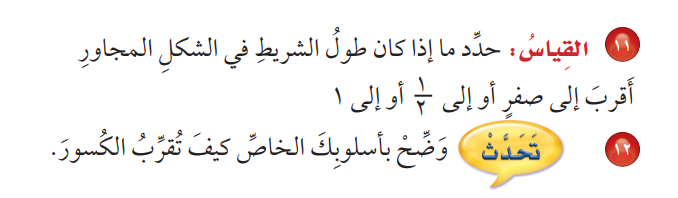 ١١ القِياسُ: حدِّد ما إذا كان طولُ الشريطِ في الشكلِ المجاورِ
أَقربَ إلى صفرٍ أو إلى ١/٢ أو إلى ١
١٢ تَحَدَّثْ وَضِّحْ بأسلوبِكَ الخاصِّ كيفَ تُقرِّبُ الكُسورَ.